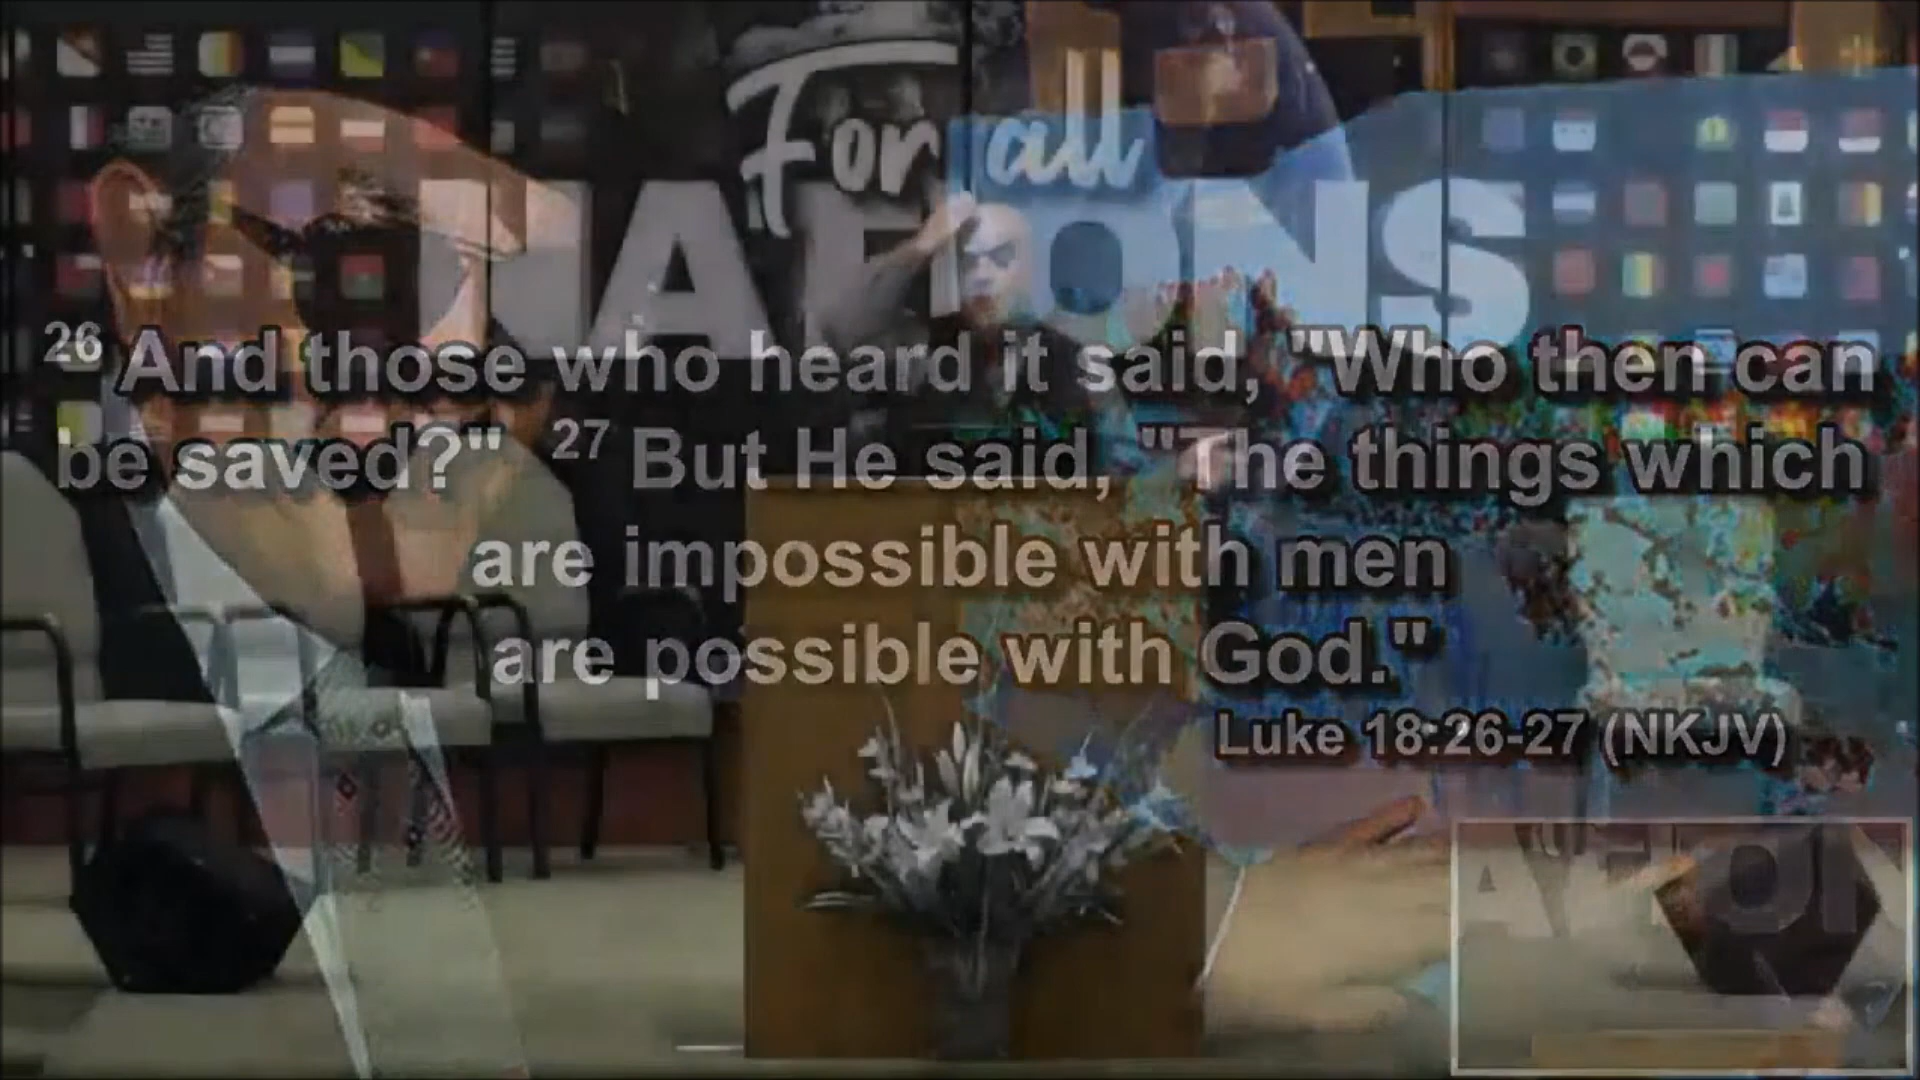 For all
NATIONS
26 And those who heard it said, "Who then can
be saved?" 27 But He said, "The things which
are impossible with men
are possible with God."
Luke 18:26-27 (NKJV)